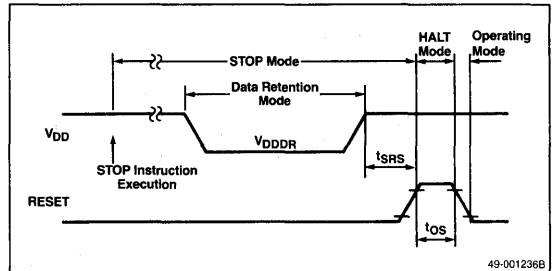 HALT Mode
Operating Mode
STOP Mode
Data Retention Mode
VDD
VDDDR
tSRS
STOP Instruction Execution
RESET
tOS
49-001236B